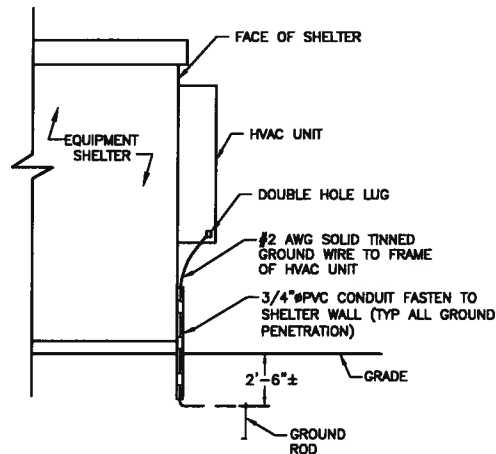 FACE OF SHELTER
EQUIPMENT
SHELTER
HVAC UNIT
DOUBLE HOLE LUG
#2 AWG SOLID TINNED
GROUND WIRE TO FRAME
OF HVAC UNIT
3/4"øPVC CONDUIT FASTEN TO
SHELTER WALL (TYP ALL GROUND
PENETRATION)
2'-6"±
GRADE
GROUND
ROD